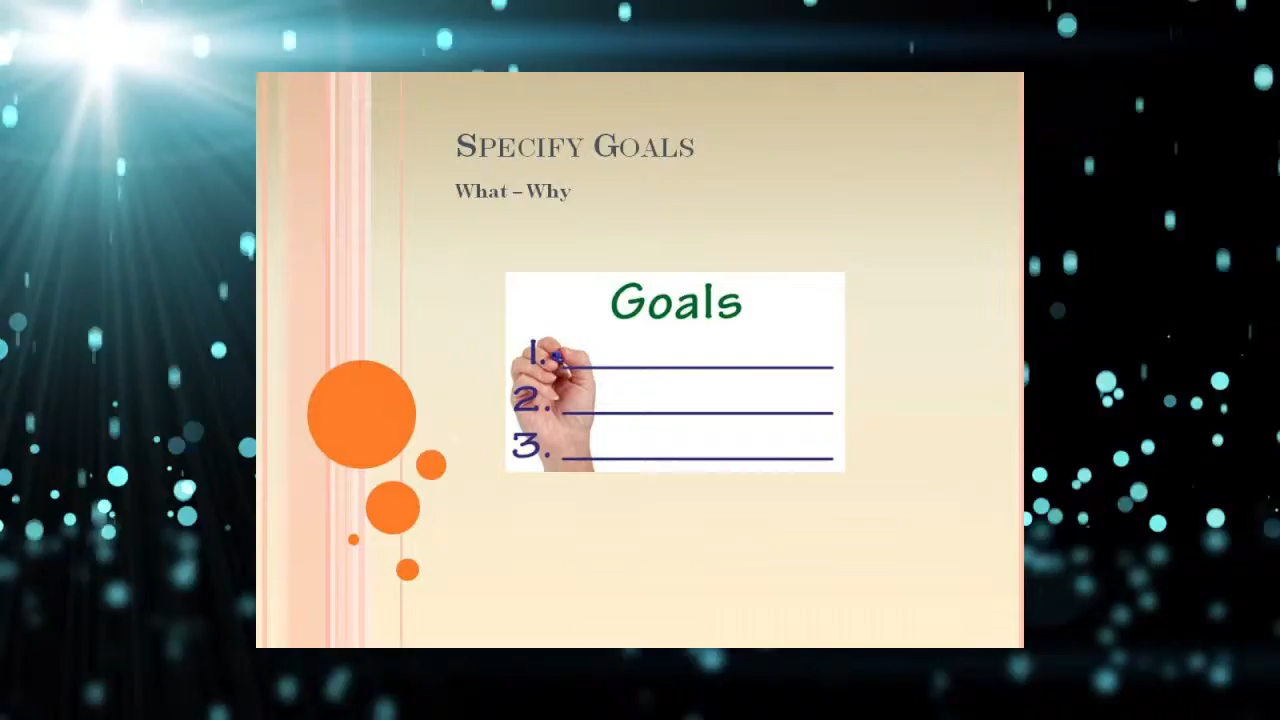 Specify Goals
What – Why
Goals
1.
2.
3.